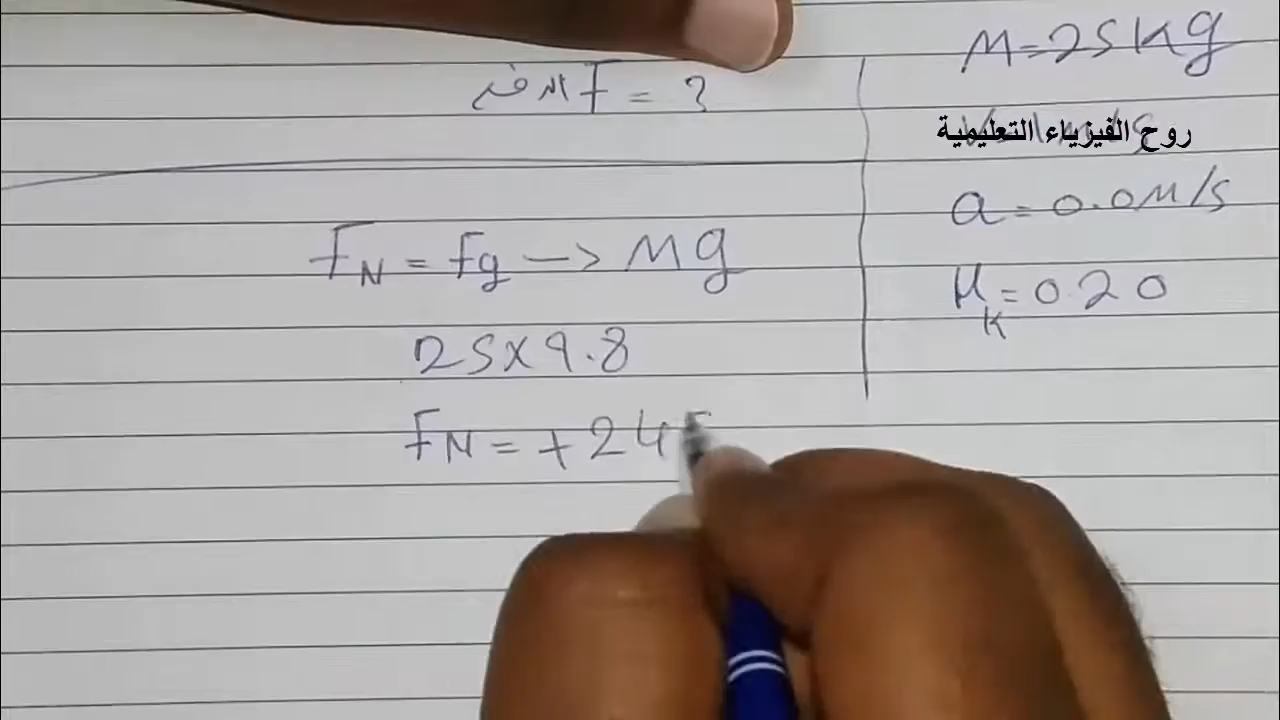 M=25Kg
F الدفع = ?
روح الفيزياء التعليمية
a=0.0M/S
FN = Fg -> Mg
μK=0.20
25x9.8
FN=+245